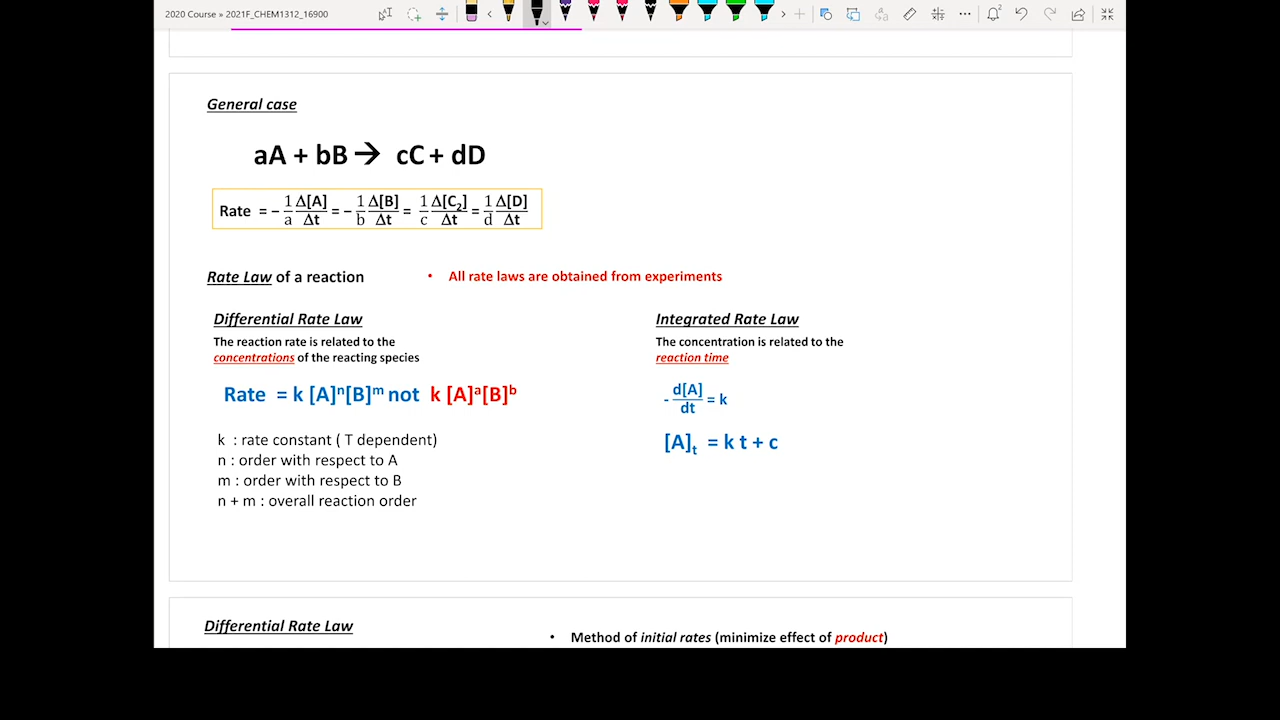 2020 Course » 2021F_CHEM1312_16900
General case
aA + bB → cC + dD
Rate = – 1/a Δ[A]/Δt = – 1/b Δ[B]/Δt = 1/c Δ[C₂]/Δt = 1/d Δ[D]/Δt
Rate Law of a reaction
• All rate laws are obtained from experiments
Differential Rate Law
The reaction rate is related to the
concentrations of the reacting species
Rate = k [A]ⁿ[B]ᵐ not k [A]ᵃ[B]ᵇ
k : rate constant ( T dependent)
n : order with respect to A
m : order with respect to B
n + m : overall reaction order
Integrated Rate Law
The concentration is related to the
reaction time
- d[A]/dt = k
[A]ₜ = k t + c
Differential Rate Law
• Method of initial rates (minimize effect of product)